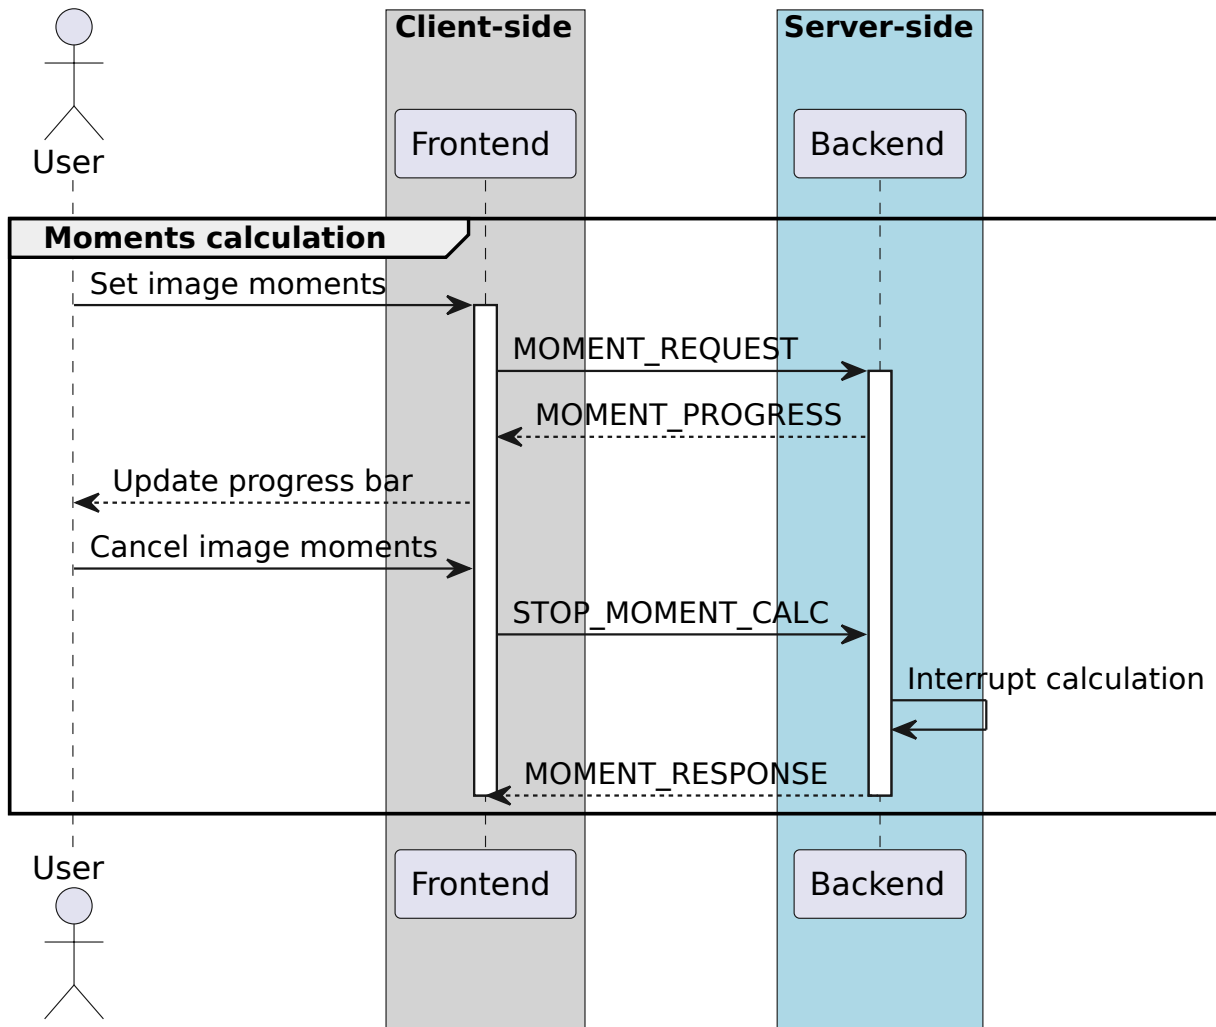 Client-side
Server-side
User
Frontend
Backend
Moments calculation
Set image moments
MOMENT_REQUEST
MOMENT_PROGRESS
Update progress bar
Cancel image moments
STOP_MOMENT_CALC
Interrupt calculation
MOMENT_RESPONSE
User
Frontend
Backend